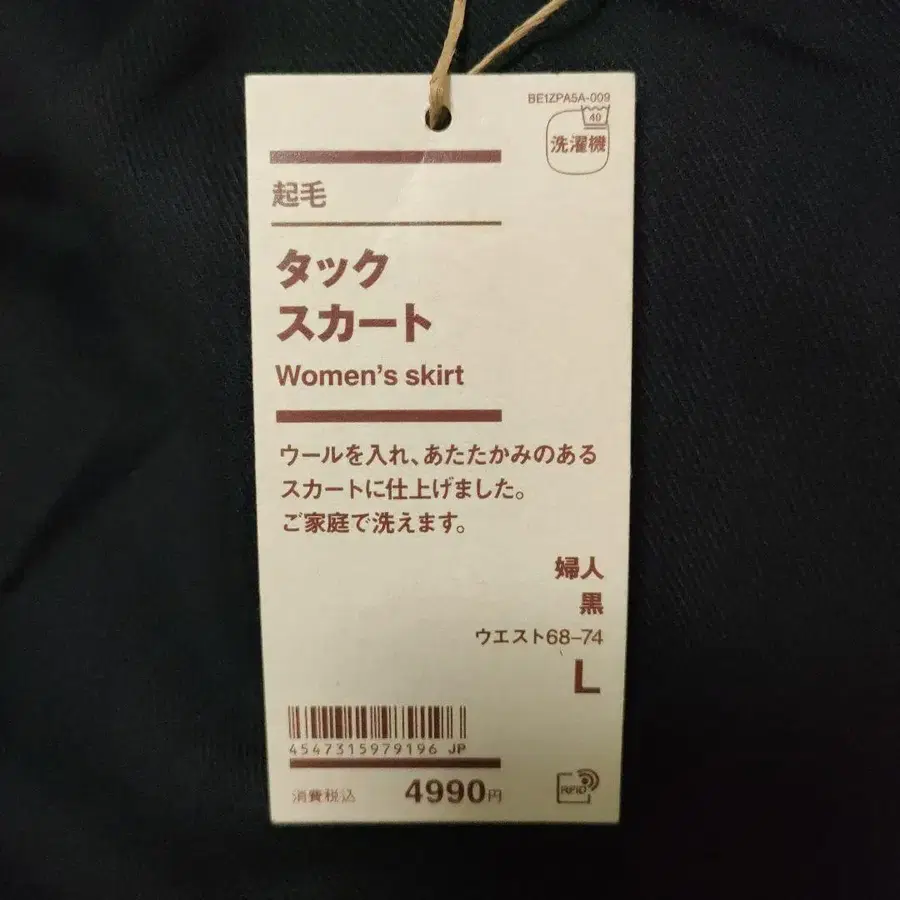 BE1ZPA5A-009
40
洗濯機
起毛
タック
スカート
Women's skirt
ウールを入れ、あたたかみのある
スカートに仕上げました。
ご家庭で洗えます。
婦人
黒
ウエスト68–74
L
4547315979196 JP
消費税込 4990円
RFID